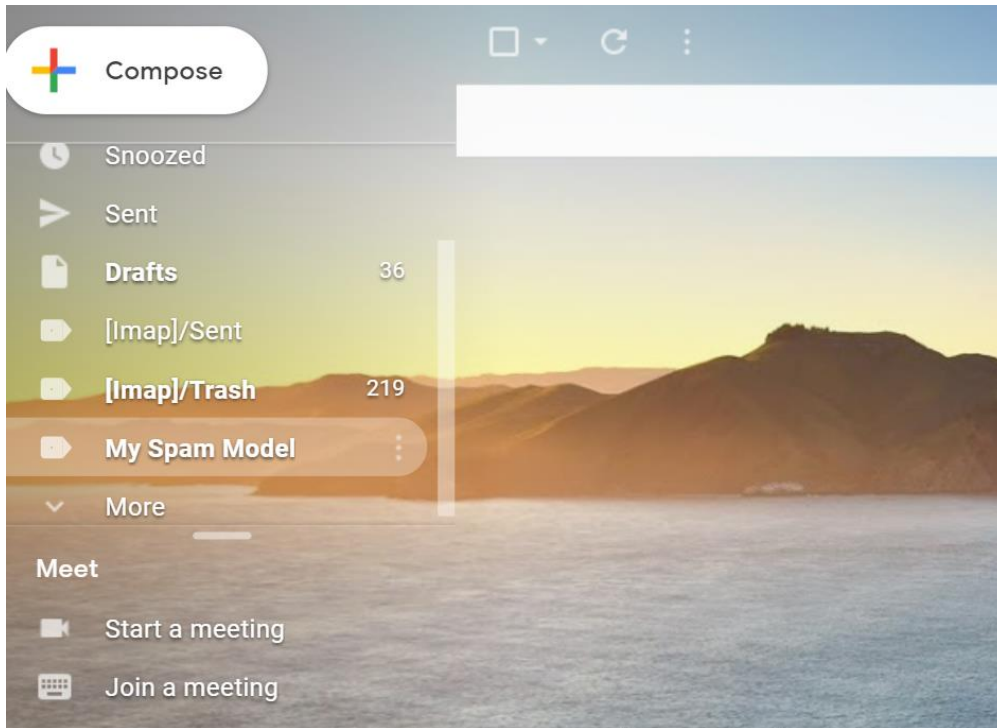 Compose
Snoozed
Sent
Drafts 36
[Imap]/Sent
[Imap]/Trash 219
My Spam Model
More
Meet
Start a meeting
Join a meeting